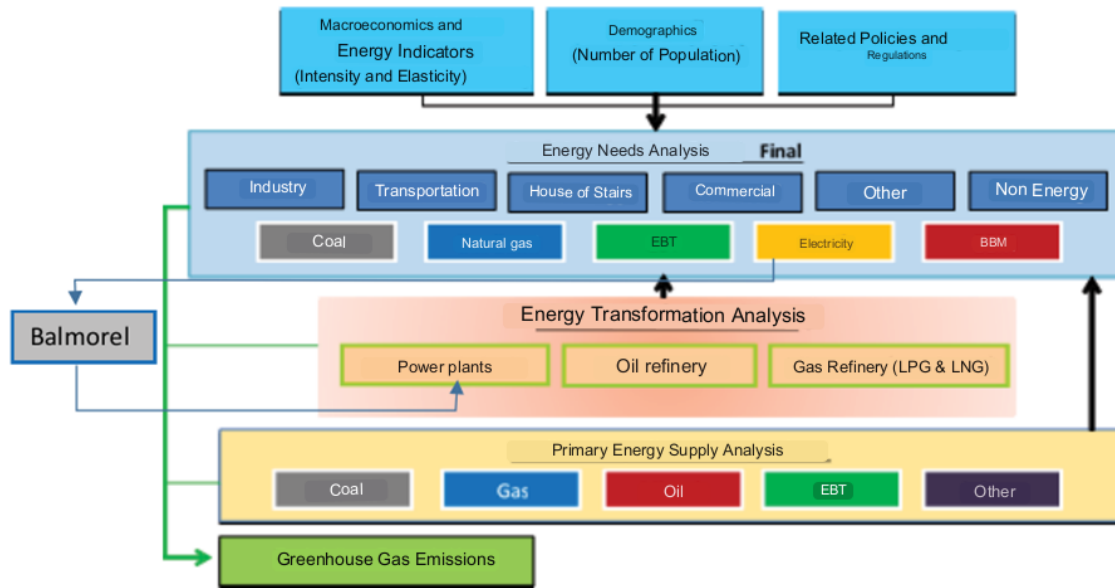 Macroeconomics and
Energy Indicators
(Intensity and Elasticity)
Demographics
(Number of Population)
Related Policies and
Regulations
Energy Needs Analysis Final
Industry
Transportation
House of Stairs
Commercial
Other
Non Energy
Coal
Natural gas
EBT
Electricity
BBM
Balmorel
Energy Transformation Analysis
Power plants
Oil refinery
Gas Refinery (LPG & LNG)
Primary Energy Supply Analysis
Coal
Gas
Oil
EBT
Other
Greenhouse Gas Emissions